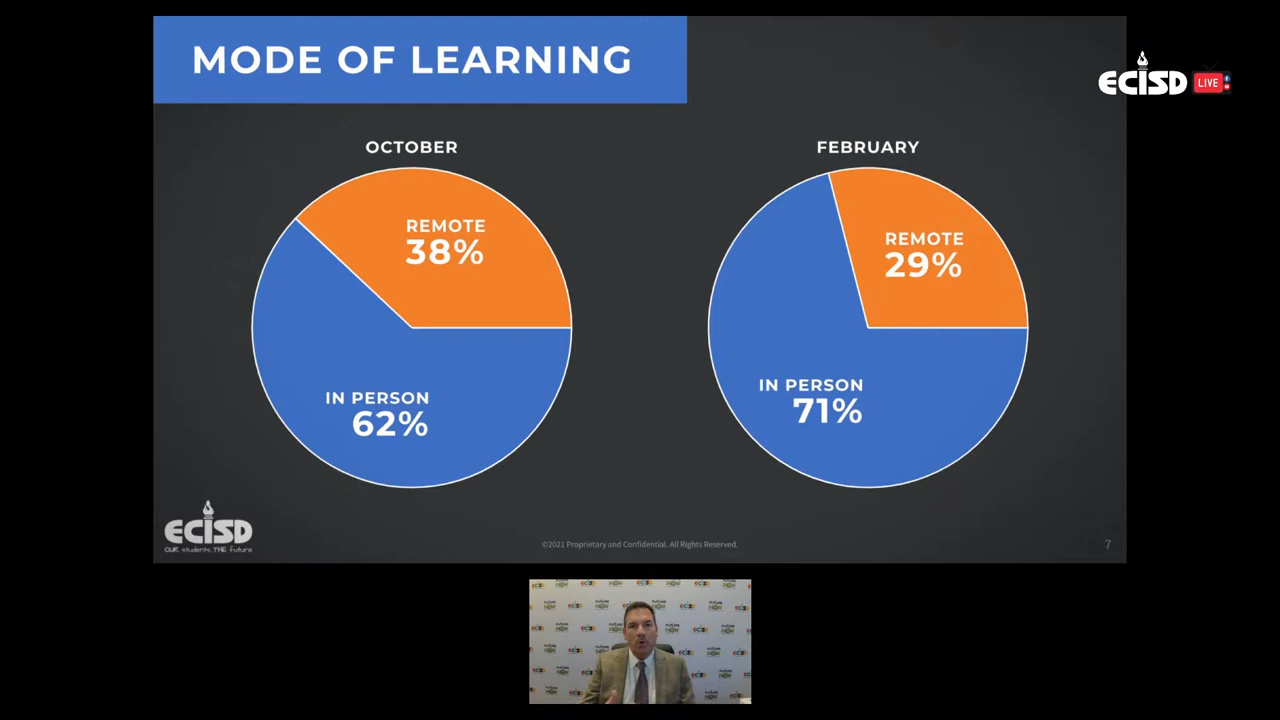 MODE OF LEARNING
ECISD LIVE
OCTOBER
FEBRUARY
REMOTE
38%
REMOTE
29%
IN PERSON
62%
IN PERSON
71%
ECISD
OUR students.THE future
©2021 Proprietary and Confidential. All Rights Reserved.
7